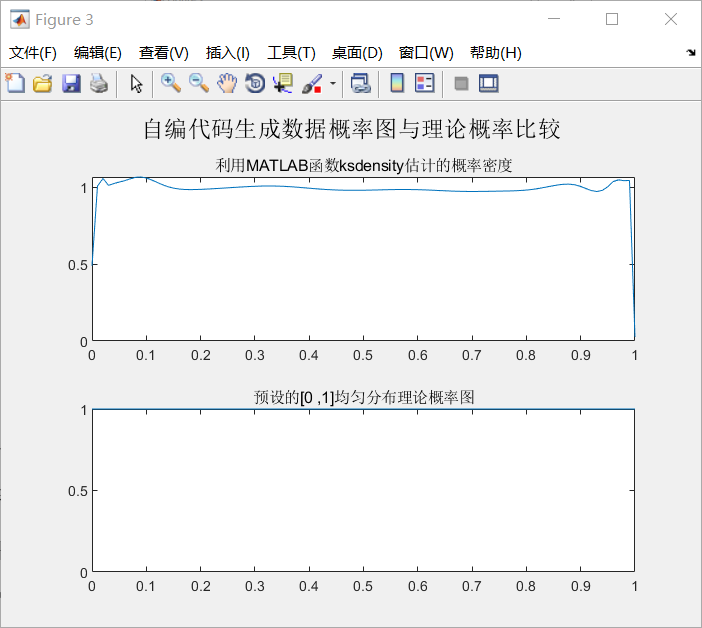 Figure 3
文件(F) 编辑(E) 查看(V) 插入(I) 工具(T) 桌面(D) 窗口(W) 帮助(H)
自编代码生成数据概率图与理论概率比较
利用MATLAB函数ksdensity估计的概率密度
1
0.5
0
0 0.1 0.2 0.3 0.4 0.5 0.6 0.7 0.8 0.9 1
预设的[0 ,1]均匀分布理论概率图
1
0.5
0
0 0.1 0.2 0.3 0.4 0.5 0.6 0.7 0.8 0.9 1